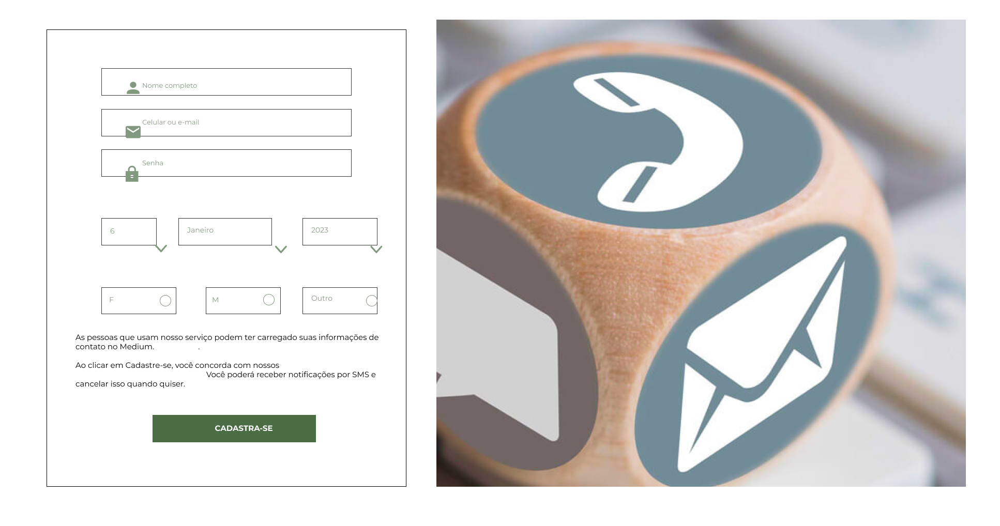 Nome completo
Celular ou e-mail
Senha
6 Janeiro 2023
F M Outro
As pessoas que usam nosso serviço podem ter carregado suas informações de
contato no Medium. .
Ao clicar em Cadastre-se, você concorda com nossos
Você poderá receber notificações por SMS e
cancelar isso quando quiser.
CADASTRA-SE